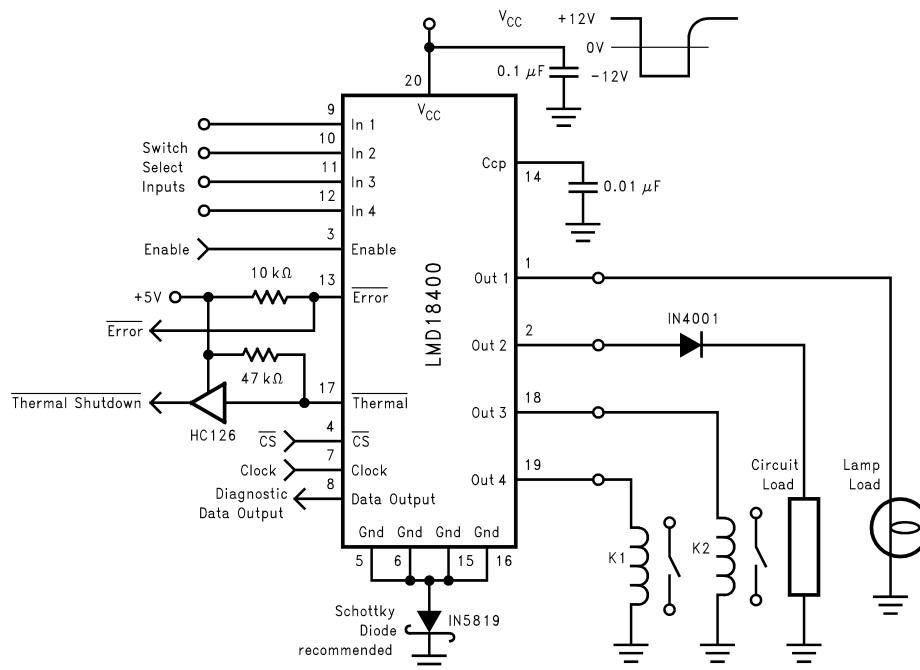 V_CC
+12V
0V
-12V
0.1 μF
20
V_CC
9
In 1
10
In 2
11
In 3
12
In 4
Switch
Select
Inputs
Ccp
14
0.01 μF
3
Enable
Enable
10 kΩ
13
+5V
Error
Error
LMD18400
1
Out 1
2
Out 2
IN4001
47 kΩ
17
Thermal Shutdown
Thermal
HC126
18
Out 3
4
CS
CS
7
Clock
Clock
8
Diagnostic
Data Output
Data Output
19
Out 4
Circuit
Load
Lamp
Load
Gnd Gnd Gnd Gnd
5 6 15 16
K1
K2
Schottky
Diode
recommended
IN5819